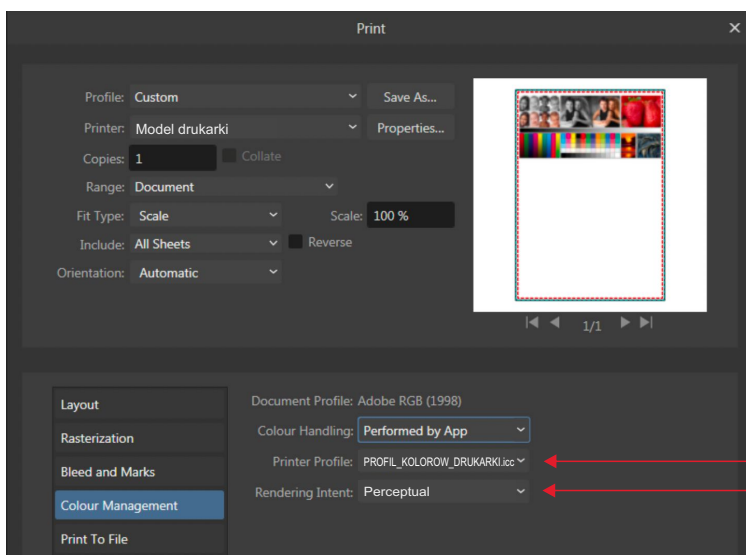 Print
Profile: Custom Save As...
Printer: Model drukarki Properties...
Copies: 1 Collate
Range: Document
Fit Type: Scale Scale: 100 %
Include: All Sheets Reverse
Orientation: Automatic
1/1
Layout
Rasterization
Bleed and Marks
Colour Management
Print To File
Document Profile: Adobe RGB (1998)
Colour Handling: Performed by App
Printer Profile: PROFIL_KOLOROW_DRUKARKI.icc
Rendering Intent: Perceptual